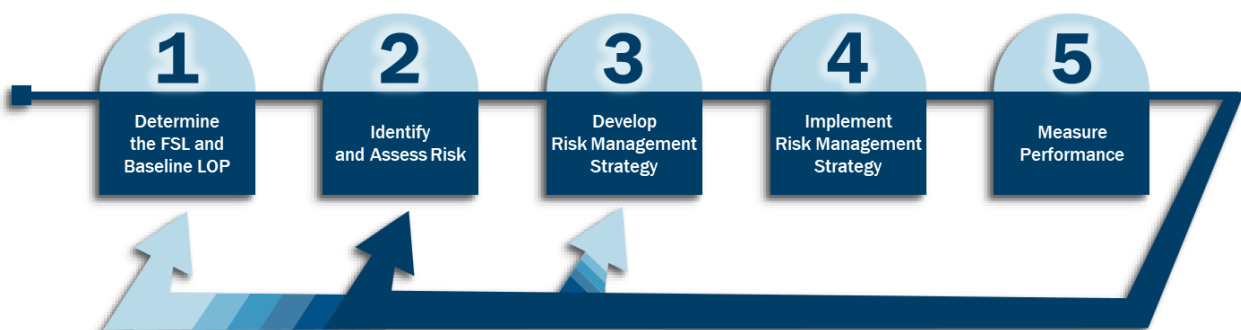 1
Determine
the FSL and
Baseline LOP
2
Identify
and Assess Risk
3
Develop
Risk Management
Strategy
4
Implement
Risk Management
Strategy
5
Measure
Performance